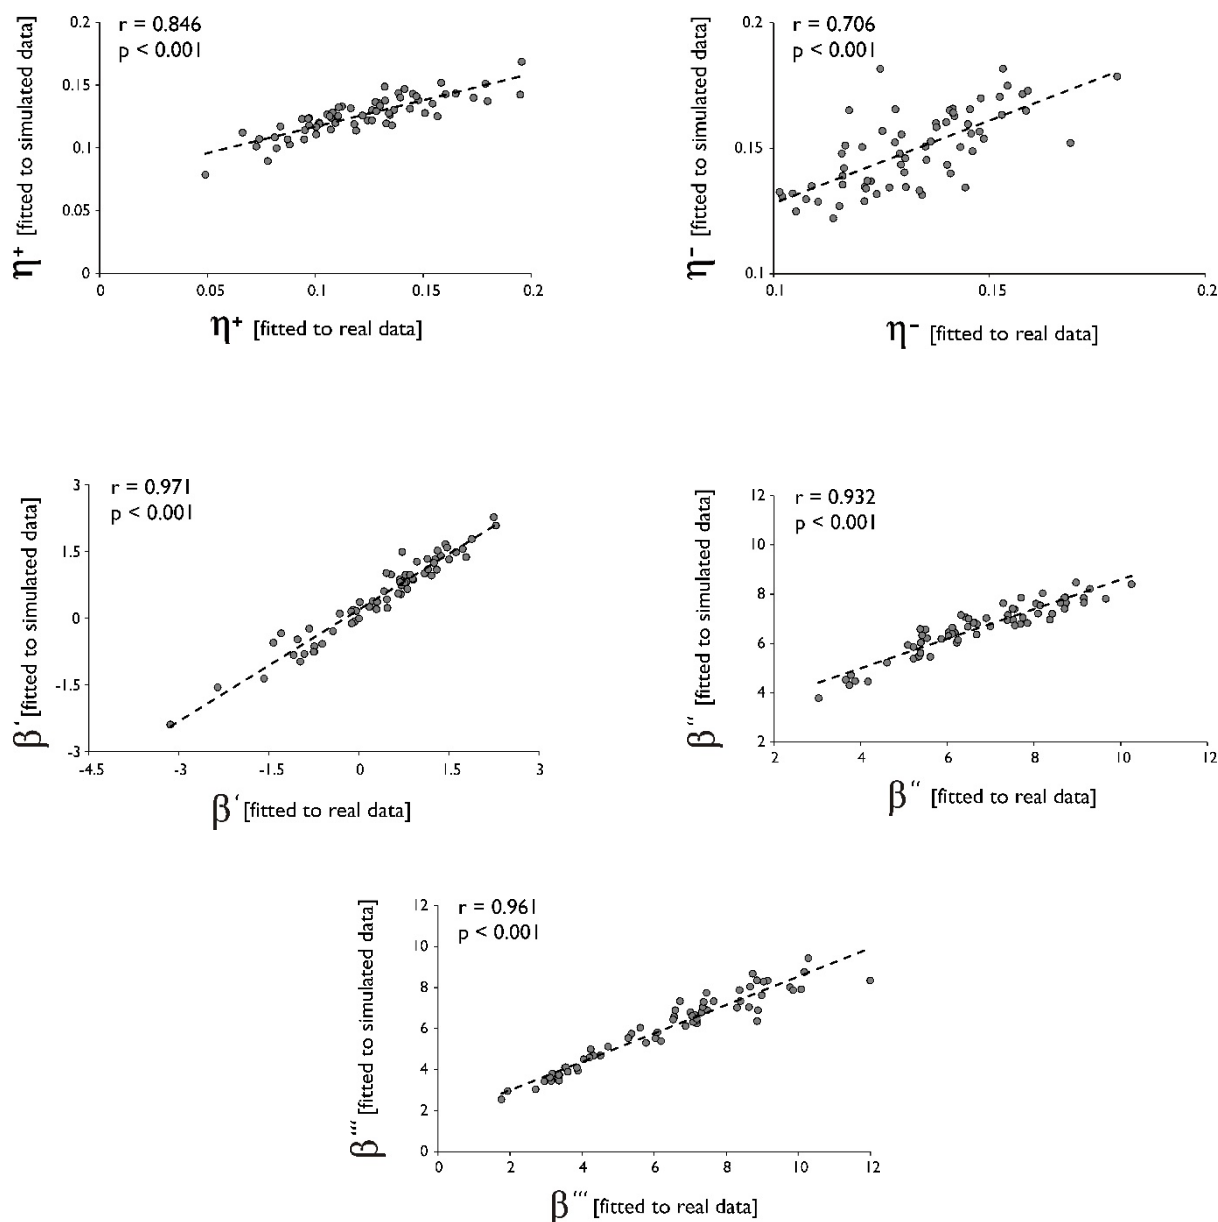 r = 0.846
p < 0.001
0.2
0.15
0.1
0.05
0
0 0.05 0.1 0.15 0.2
η⁺ [fitted to simulated data]
η⁺ [fitted to real data]
r = 0.706
p < 0.001
0.2
0.15
0.1
0.1 0.15 0.2
η⁻ [fitted to simulated data]
η⁻ [fitted to real data]
r = 0.971
p < 0.001
3
1.5
0
-1.5
-3
-4.5 -3 -1.5 0 1.5 3
β‘ [fitted to simulated data]
β‘ [fitted to real data]
r = 0.932
p < 0.001
12
10
8
6
4
2
2 4 6 8 10 12
β‘‘ [fitted to simulated data]
β‘‘ [fitted to real data]
r = 0.961
p < 0.001
12
10
8
6
4
2
0
0 2 4 6 8 10 12
β‘‘‘ [fitted to simulated data]
β‘‘‘ [fitted to real data]